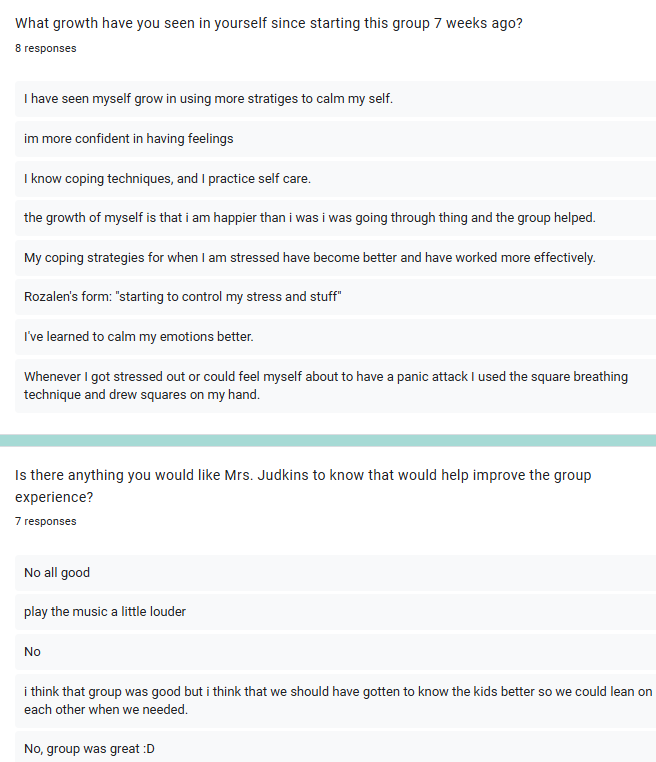 What growth have you seen in yourself since starting this group 7 weeks ago?
8 responses
I have seen myself grow in using more stratiges to calm my self.
im more confident in having feelings
I know coping techniques, and I practice self care.
the growth of myself is that i am happier than i was i was going through thing and the group helped.
My coping strategies for when I am stressed have become better and have worked more effectively.
Rozalen's form: "starting to control my stress and stuff"
I've learned to calm my emotions better.
Whenever I got stressed out or could feel myself about to have a panic attack I used the square breathing
technique and drew squares on my hand.
Is there anything you would like Mrs. Judkins to know that would help improve the group
experience?
7 responses
No all good
play the music a little louder
No
i think that group was good but i think that we should have gotten to know the kids better so we could lean on
each other when we needed.
No, group was great :D